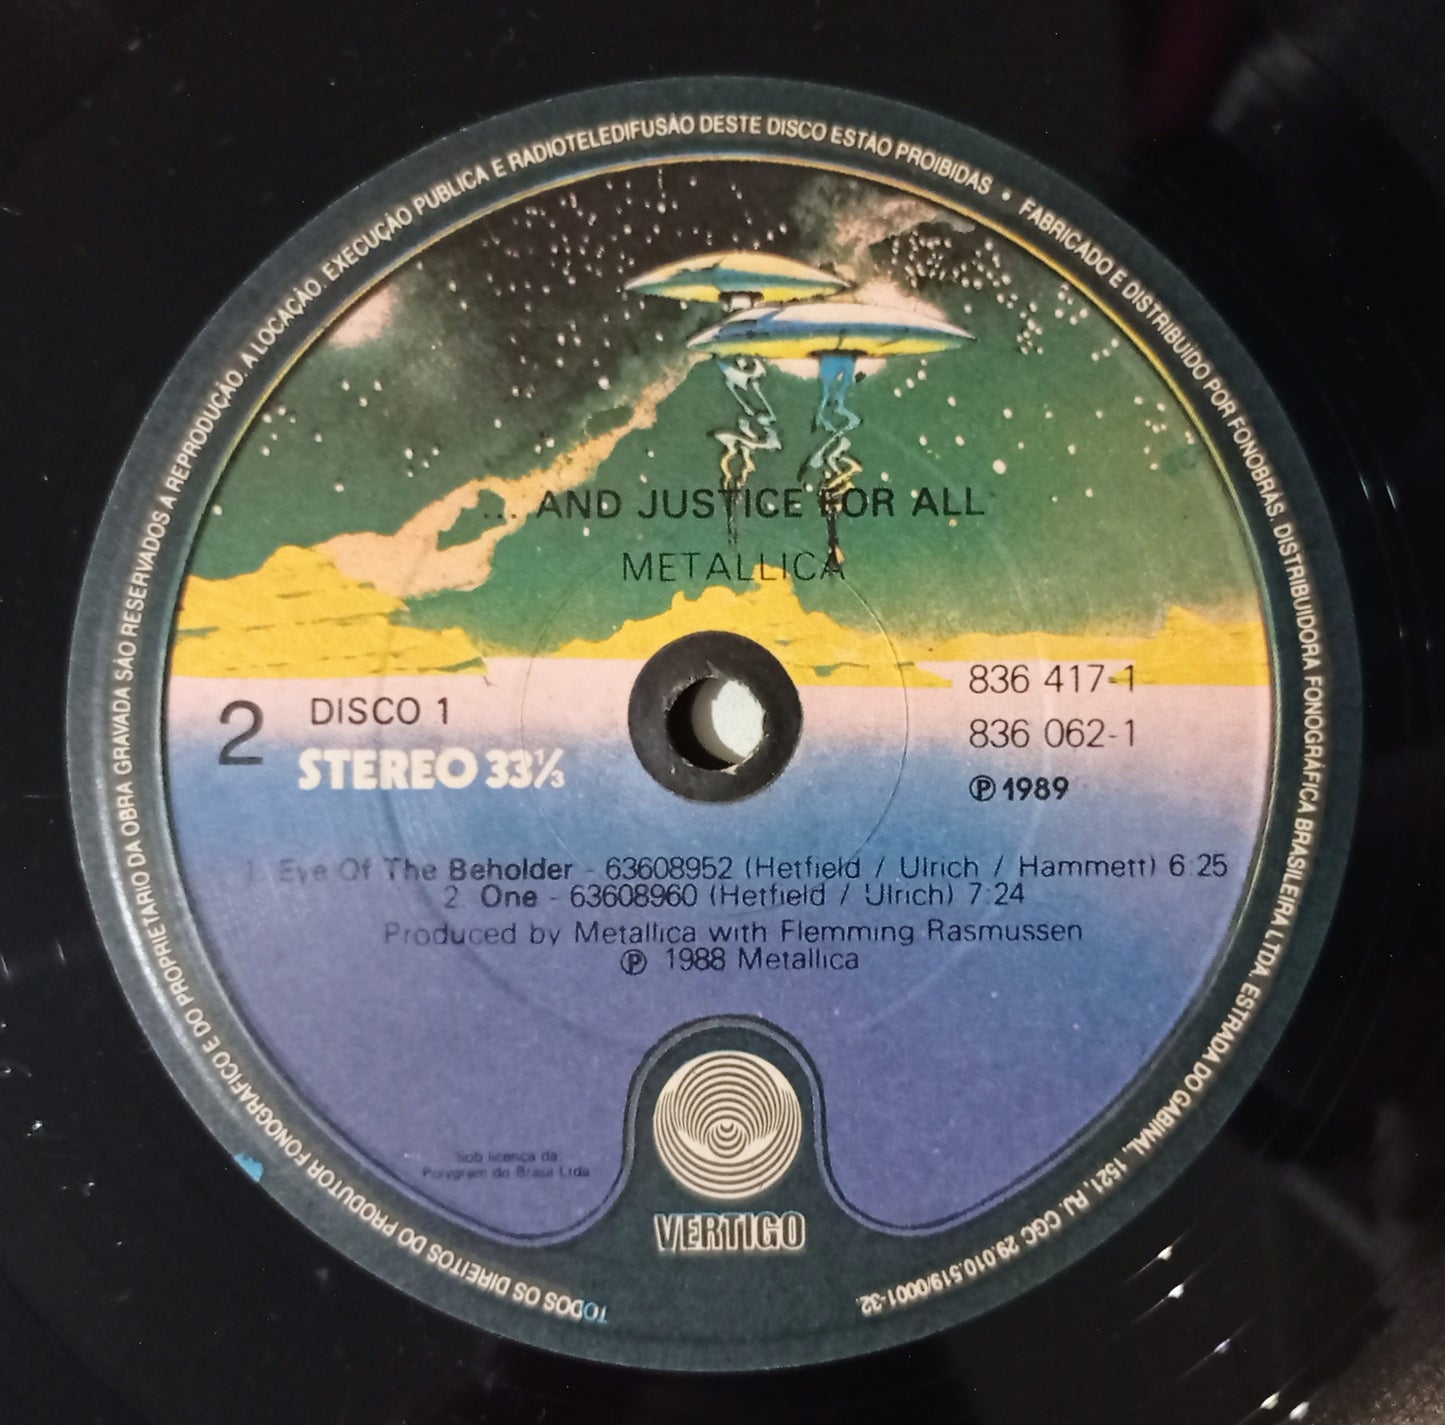 TODOS OS DIREITOS DO PRODUTOR FONOGRAFICO E DO PROPRIETARIO DA OBRA GRAVADA SÃO RESERVADOS A REPRODUÇÃO. A LOCAÇÃO. EXECUÇÃO PUBLICA E RADIOTELEDIFUSÃO DESTE DISCO ESTÃO PROIBIDAS • FABRICADO E DISTRIBUIDO POR FONOBRÁS, DISTRIBUIDORA FONOGRÁFICA BRASILEIRA LTDA. ESTRADA DO GABINAL, 1521, RJ. CGC 29.010.519/0001-32.
... AND JUSTICE FOR ALL
METALLICA
2 DISCO 1
STEREO 33⅓
836 417-1
836 062-1
℗ 1989
1. Eye Of The Beholder - 63608952 (Hetfield / Ulrich / Hammett) 6:25
2. One - 63608960 (Hetfield / Ulrich) 7:24
Produced by Metallica with Flemming Rasmussen
℗ 1988 Metallica
Sob licença da
Polygram do Brasil Ltda
VERTIGO